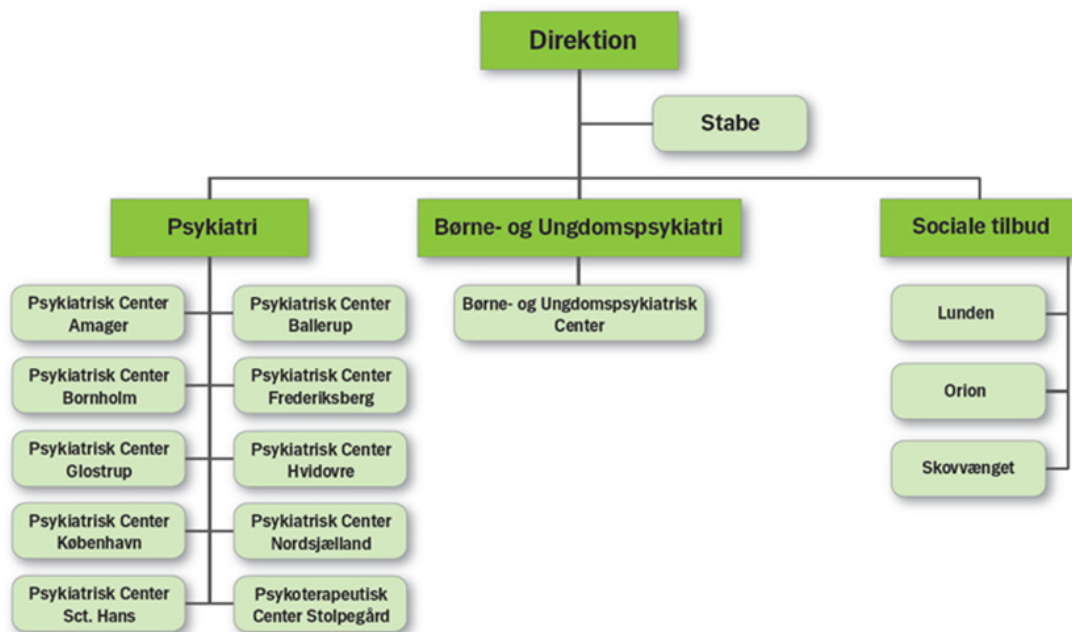 Direktion
Stabe
Psykiatri
Børne- og Ungdomspsykiatri
Sociale tilbud
Psykiatrisk Center
Amager
Psykiatrisk Center
Ballerup
Psykiatrisk Center
Bornholm
Psykiatrisk Center
Frederiksberg
Psykiatrisk Center
Glostrup
Psykiatrisk Center
Hvidovre
Psykiatrisk Center
København
Psykiatrisk Center
Nordsjælland
Psykiatrisk Center
Sct. Hans
Psykoterapeutisk
Center Stolpegård
Børne- og Ungdomspsykiatrisk
Center
Lunden
Orion
Skovvænget